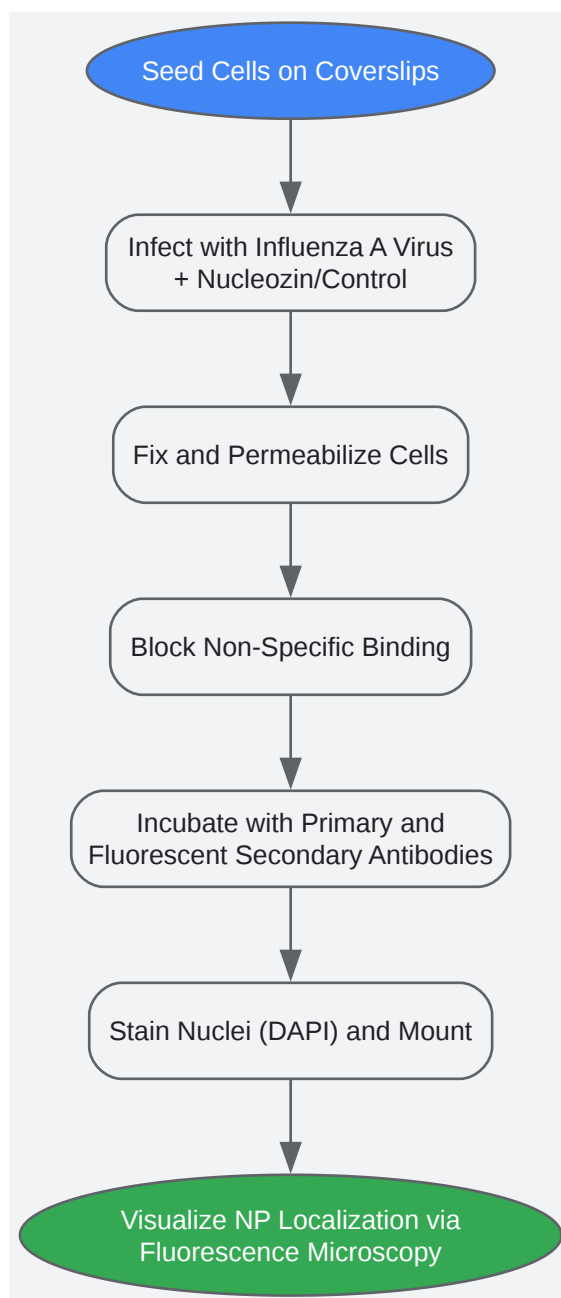 Seed Cells on Coverslips
Infect with Influenza A Virus
+ Nucleozin/Control
Fix and Permeabilize Cells
Block Non-Specific Binding
Incubate with Primary and
Fluorescent Secondary Antibodies
Stain Nuclei (DAPI) and Mount
Visualize NP Localization via
Fluorescence Microscopy